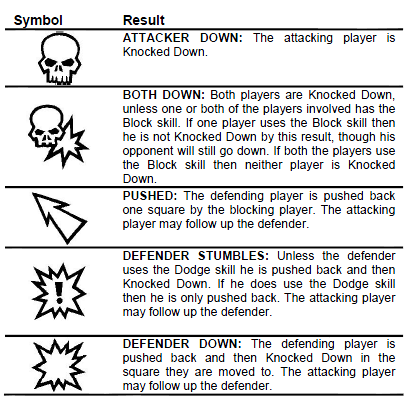 Symbol Result
ATTACKER DOWN: The attacking player is
Knocked Down.
BOTH DOWN: Both players are Knocked Down,
unless one or both of the players involved has the
Block skill. If one player uses the Block skill then
he is not Knocked Down by this result, though his
opponent will still go down. If both the players use
the Block skill then neither player is Knocked
Down.
PUSHED: The defending player is pushed back
one square by the blocking player. The attacking
player may follow up the defender.
DEFENDER STUMBLES: Unless the defender
uses the Dodge skill he is pushed back and then
Knocked Down. If he does use the Dodge skill
then he is only pushed back. The attacking player
may follow up the defender.
!
DEFENDER DOWN: The defending player is
pushed back and then Knocked Down in the
square they are moved to. The attacking player
may follow up the defender.